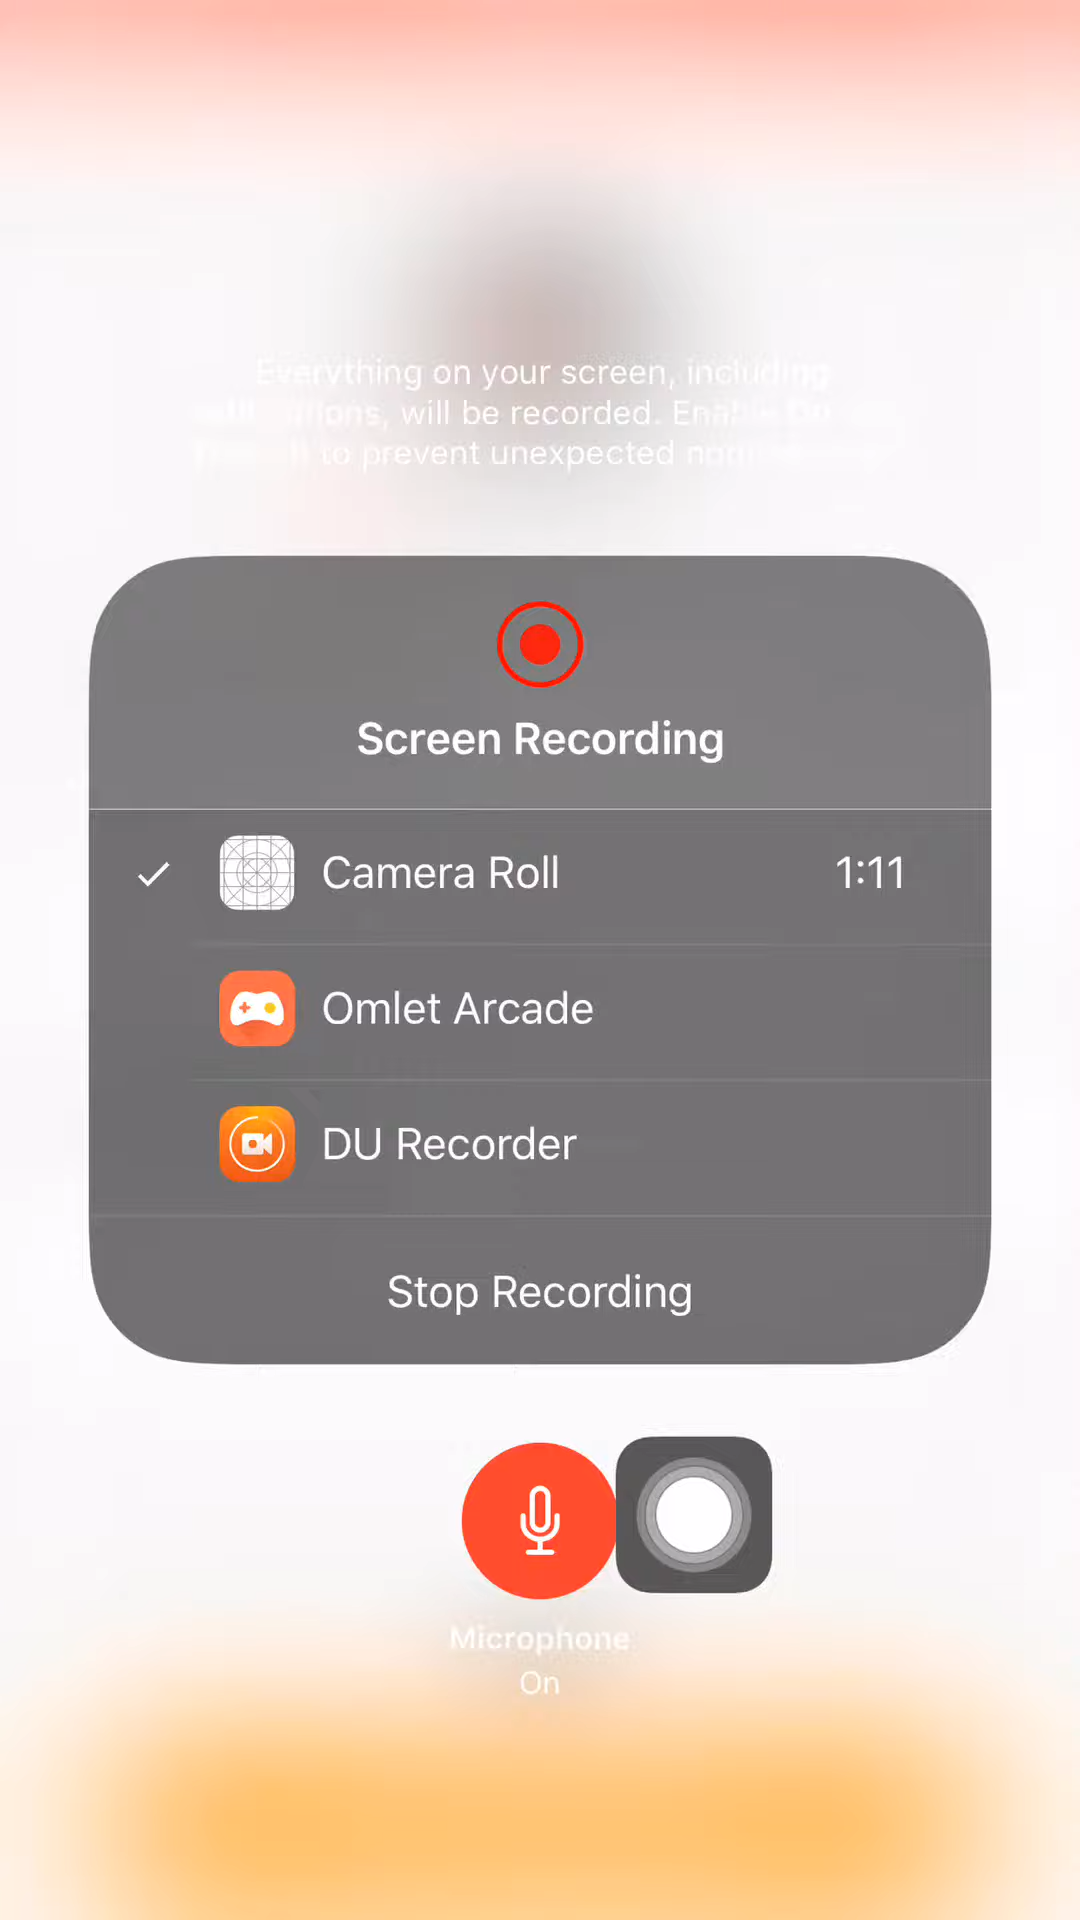 Everything on your screen, including
will be recorded.
to prevent unexpected
Screen Recording
Camera Roll 1:11
Omlet Arcade
DU Recorder
Stop Recording
Microphone
On